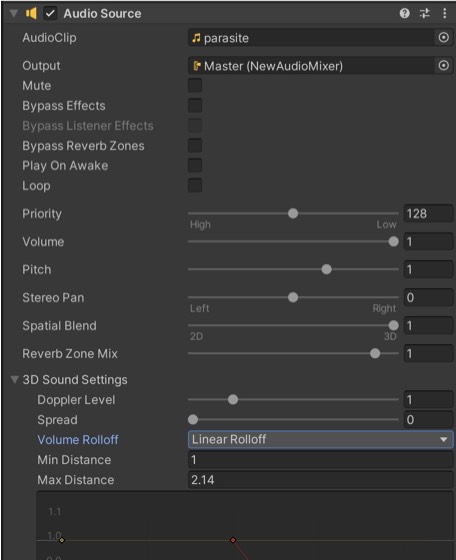 Audio Source
AudioClip parasite
Output Master (NewAudioMixer)
Mute
Bypass Effects
Bypass Listener Effects
Bypass Reverb Zones
Play On Awake
Loop
Priority 128
High Low
Volume 1
Pitch 1
Stereo Pan 0
Left Right
Spatial Blend 1
2D 3D
Reverb Zone Mix 1
3D Sound Settings
Doppler Level 1
Spread 0
Volume Rolloff Linear Rolloff
Min Distance 1
Max Distance 2.14
1.1
1.0